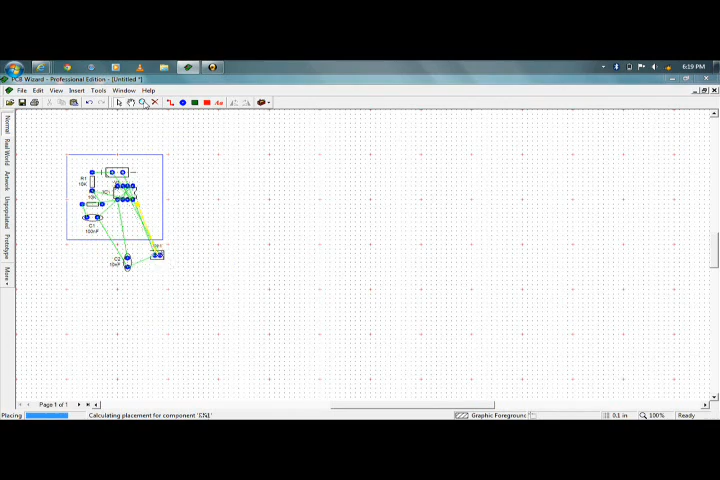 6:19 PM
PCB Wizard - Professional Edition - [Untitled *]
File Edit View Insert Tools Window Help
Normal
Real World
Artwork
Unpopulated
Prototype
More
R1
10K
10K
IC1
C1
100nF
C2
Page 1 of 1
Placing
Calculating placement for component
Graphic Foreground
0.1 in
100%
Ready